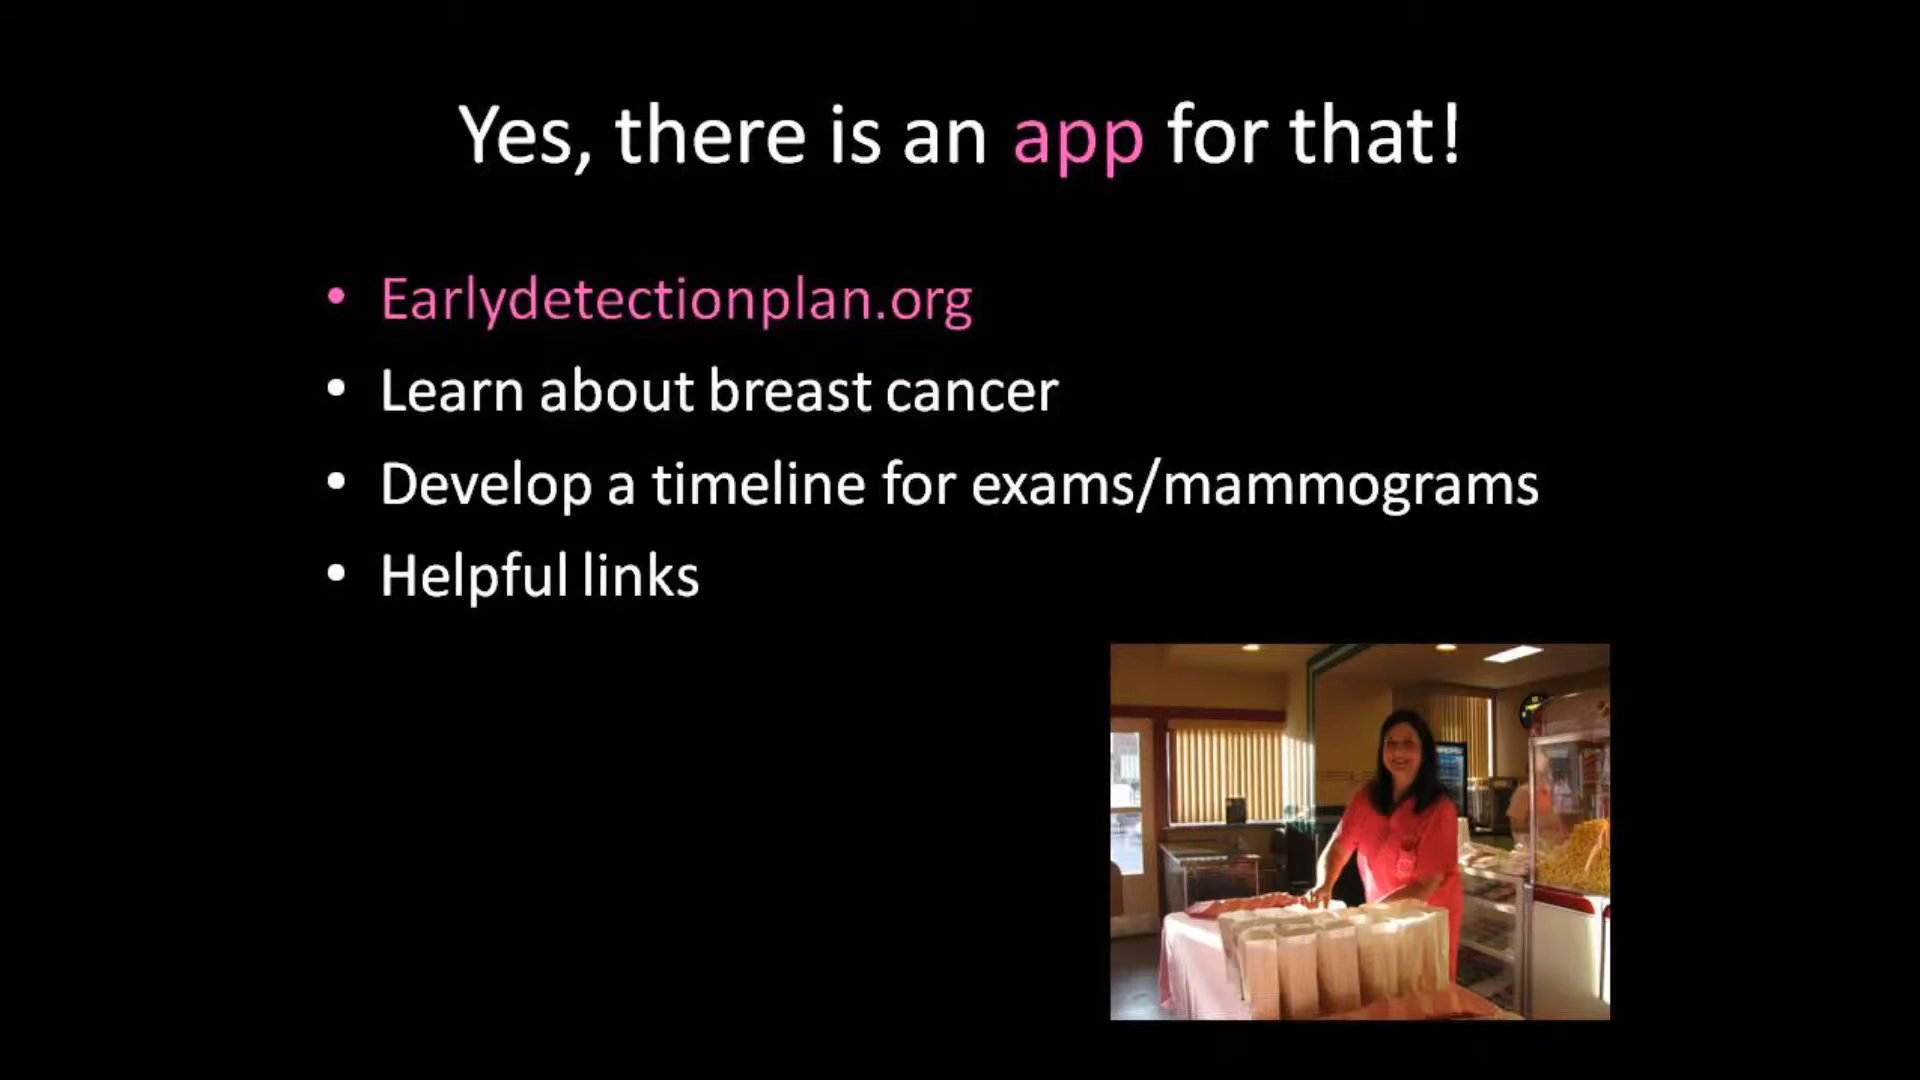 Yes, there is an app for that!
• Earlydetectionplan.org
• Learn about breast cancer
• Develop a timeline for exams/mammograms
• Helpful links